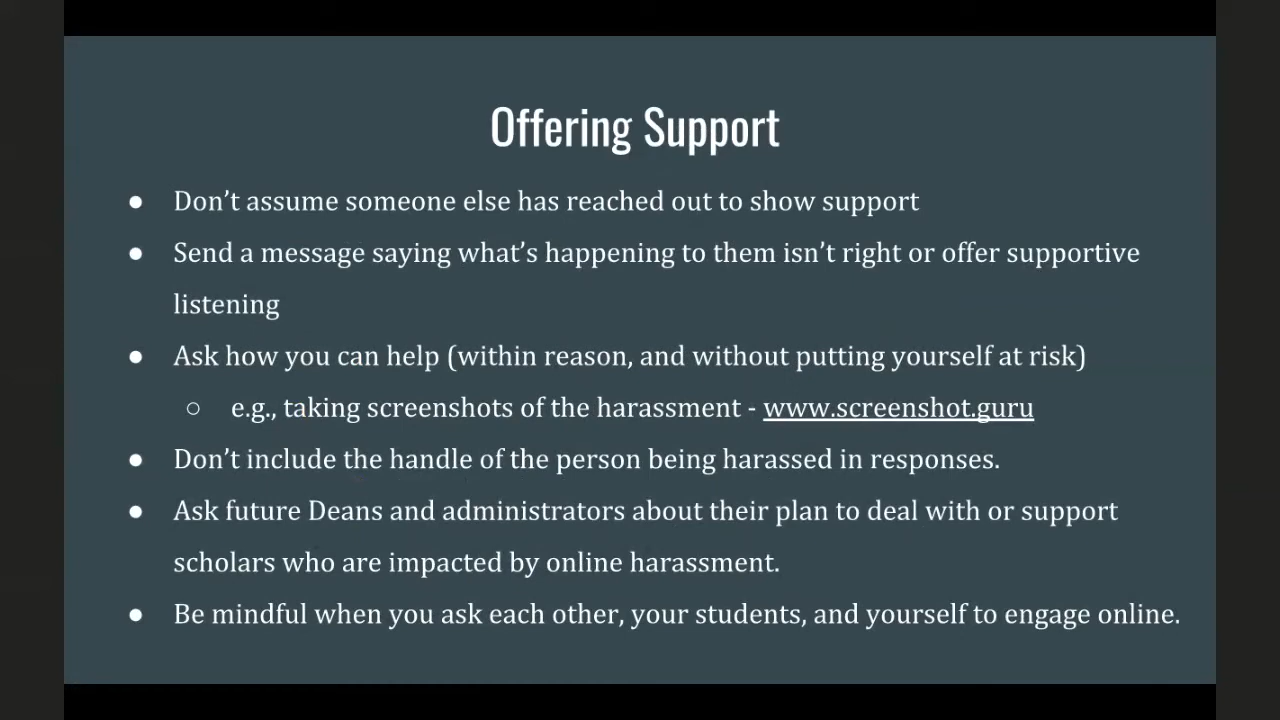 Offering Support
● Don’t assume someone else has reached out to show support
● Send a message saying what’s happening to them isn’t right or offer supportive
listening
● Ask how you can help (within reason, and without putting yourself at risk)
○ e.g., taking screenshots of the harassment - www.screenshot.guru
● Don’t include the handle of the person being harassed in responses.
● Ask future Deans and administrators about their plan to deal with or support
scholars who are impacted by online harassment.
● Be mindful when you ask each other, your students, and yourself to engage online.